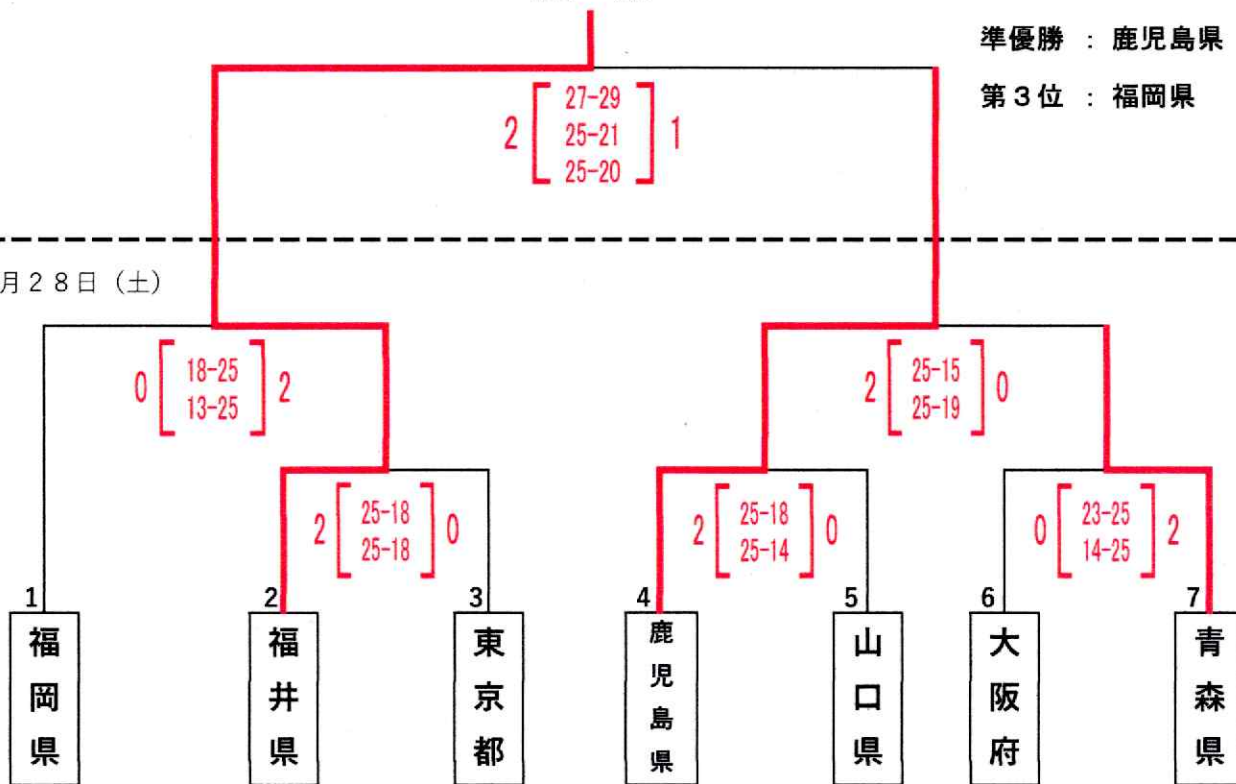 準優勝 ： 鹿児島県
第３位 ： 福岡県
2 27-29 1
25-21
25-20
月２８日（土）
0 18-25 2
13-25
2 25-15 0
25-19
2 25-18 0
25-18
2 25-18 0
25-14
0 23-25 2
14-25
1 2 3 4 5 6 7
福岡県
福井県
東京都
鹿児島県
山口県
大阪府
青森県